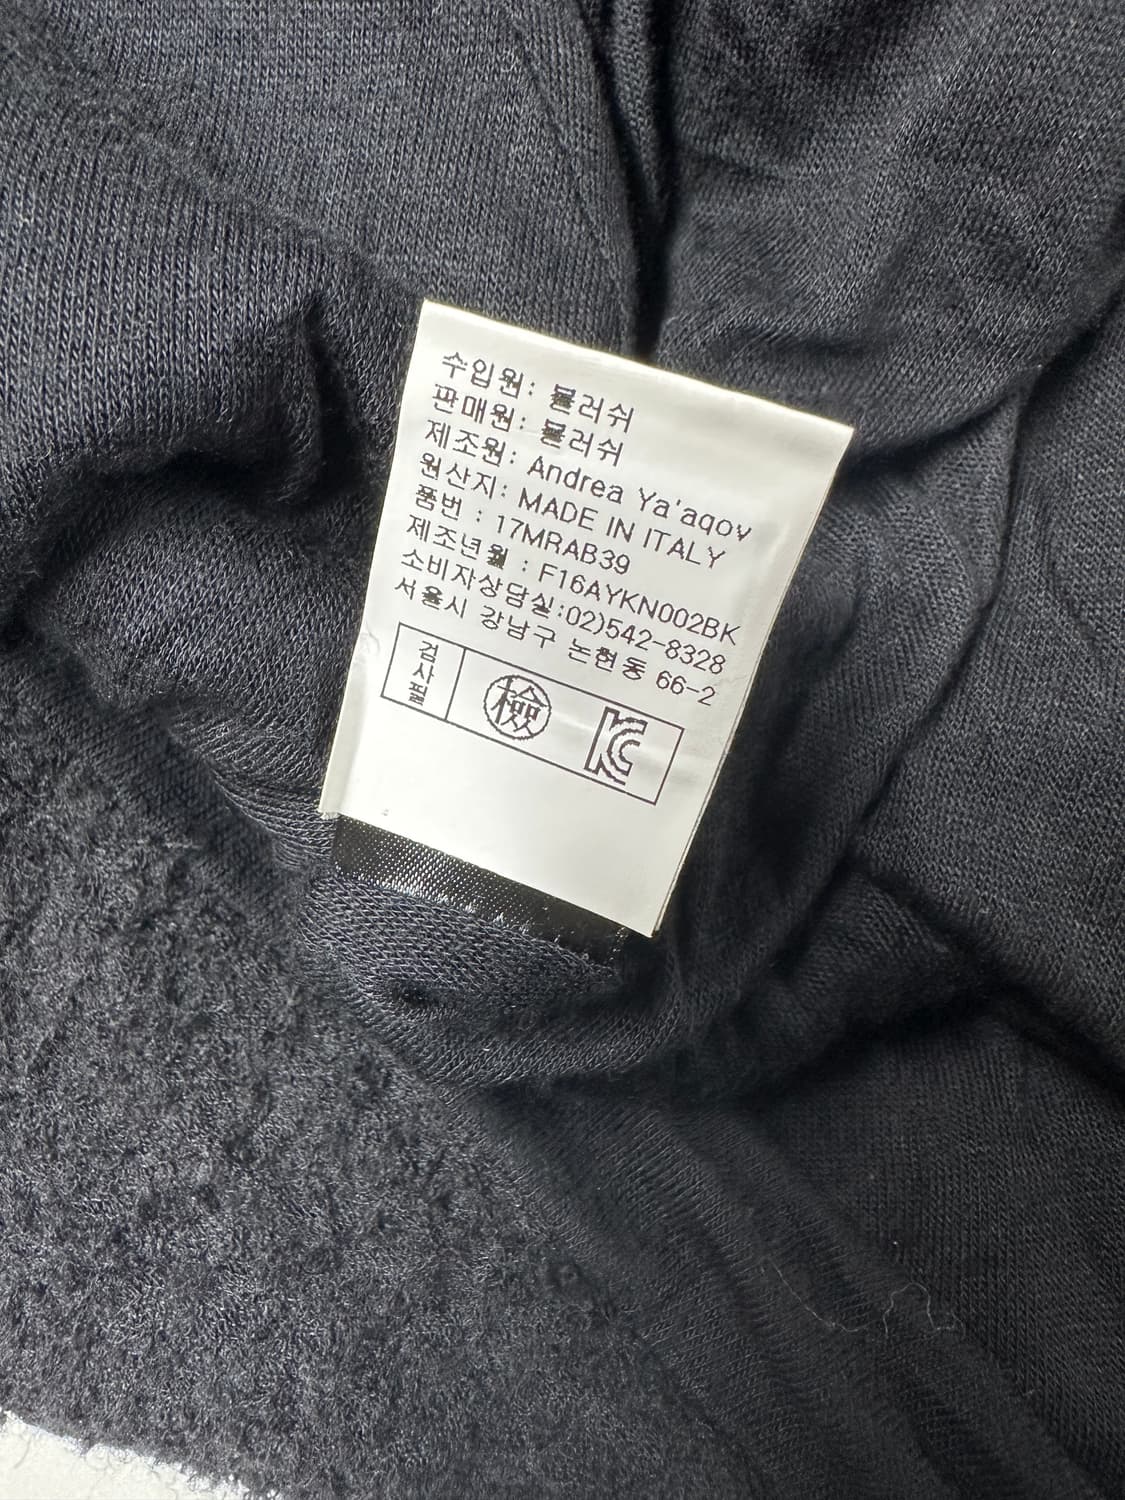 수입원: 블러쉬
판매원: 블러쉬
제조원: Andrea Ya'aqov
원산지: MADE IN ITALY
품번 : 17MRAB39
제조년월 : F16AYKN002BK
소비자상담실:02)542-8328
서울시 강남구 논현동 66-2
검사필 檢 KC